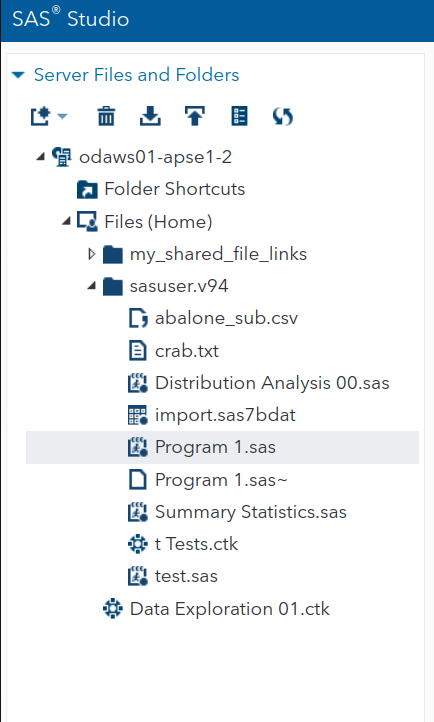 SAS® Studio
Server Files and Folders
odaws01-apse1-2
Folder Shortcuts
Files (Home)
my_shared_file_links
sasuser.v94
abalone_sub.csv
crab.txt
Distribution Analysis 00.sas
import.sas7bdat
Program 1.sas
Program 1.sas~
Summary Statistics.sas
t Tests.ctk
test.sas
Data Exploration 01.ctk